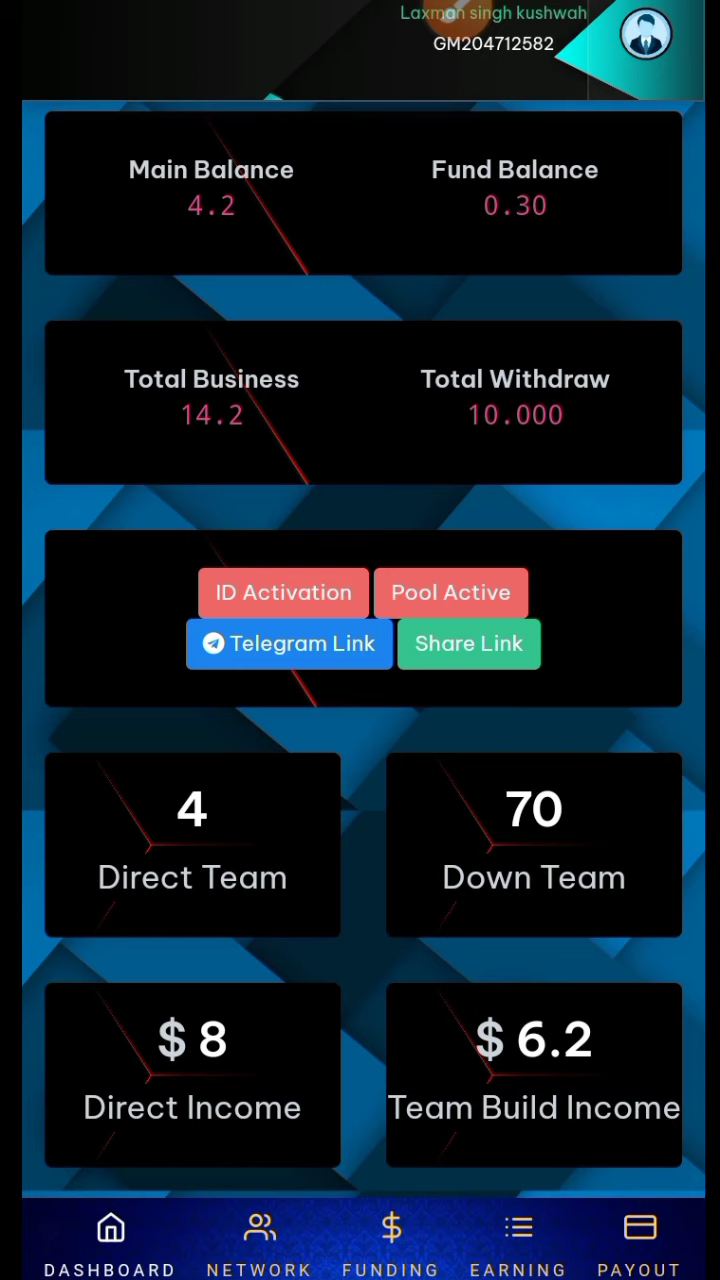 Laxman singh kushwah
GM204712582
Main Balance
4.2
Fund Balance
0.30
Total Business
14.2
Total Withdraw
10.000
ID Activation
Pool Active
Telegram Link
Share Link
4
Direct Team
70
Down Team
$ 8
Direct Income
$ 6.2
Team Build Income
DASHBOARD
NETWORK
FUNDING
EARNING
PAYOUT